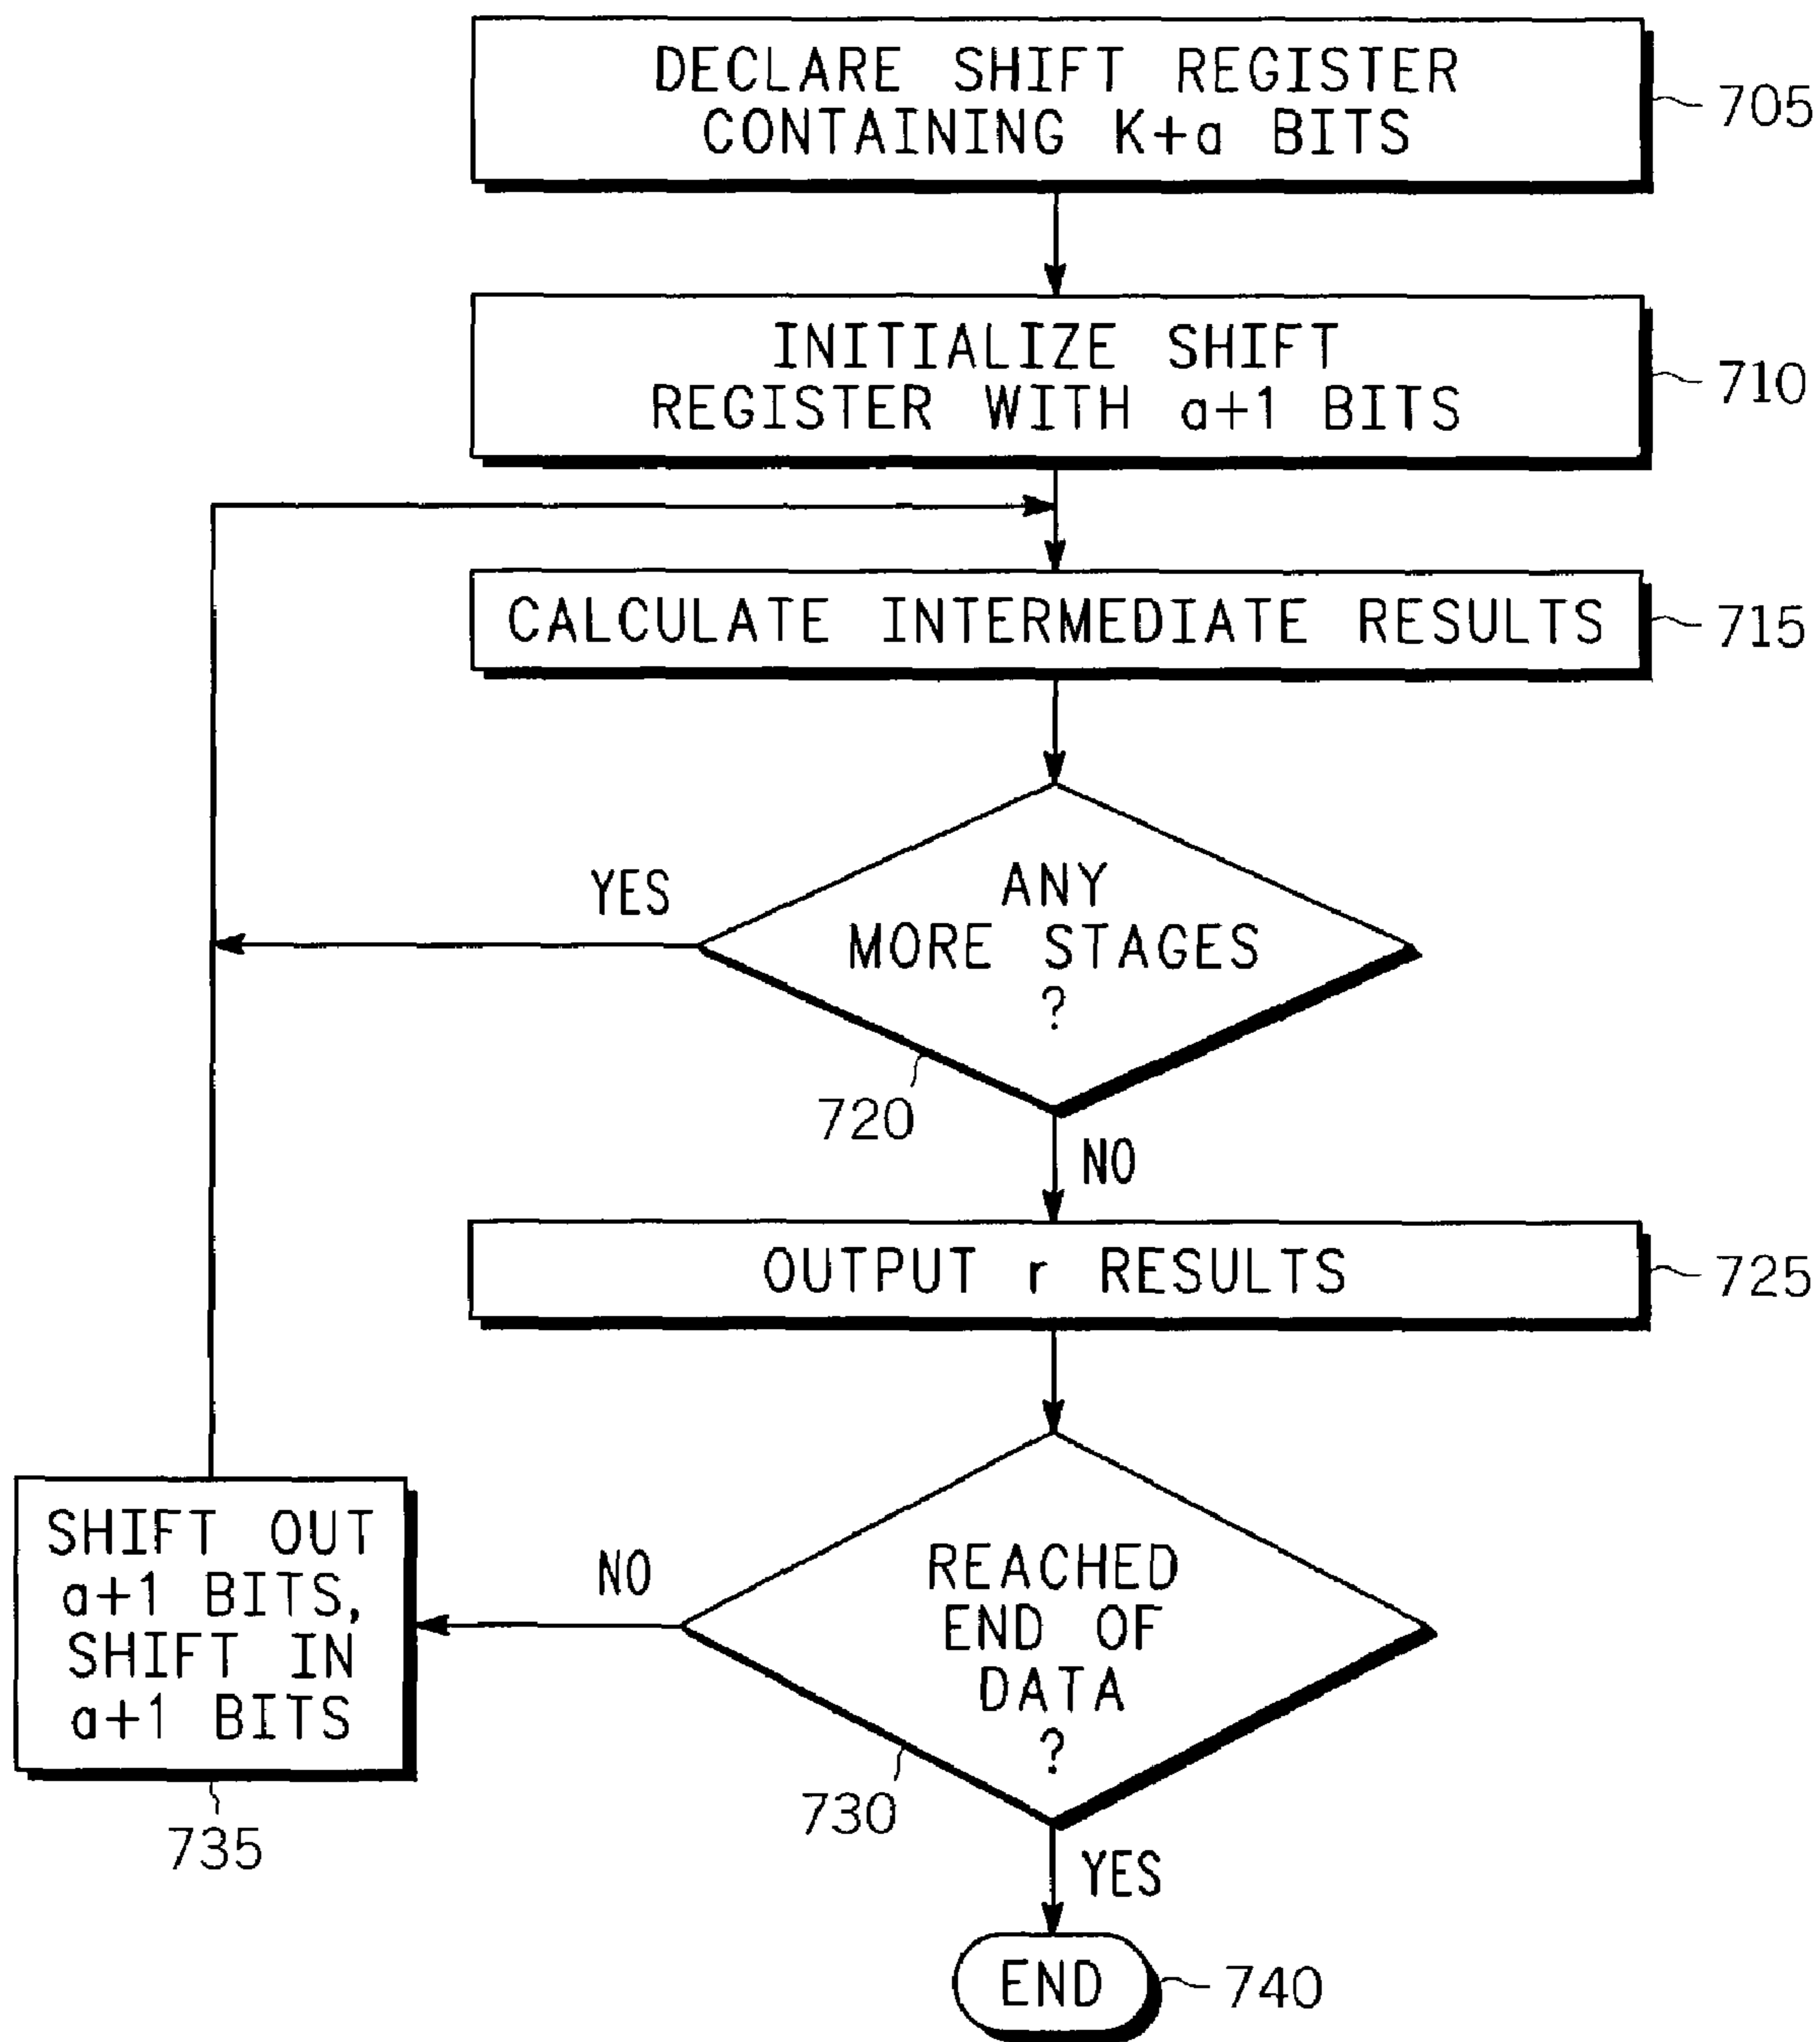 DECLARE SHIFT REGISTER
CONTAINING K+a BITS
705
INITIALIZE SHIFT
REGISTER WITH a+1 BITS
710
CALCULATE INTERMEDIATE RESULTS
715
ANY
MORE STAGES
?
YES
720
NO
OUTPUT r RESULTS
725
REACHED
END OF
DATA
?
NO
730
SHIFT OUT
a+1 BITS,
SHIFT IN
a+1 BITS
735
YES
END
740